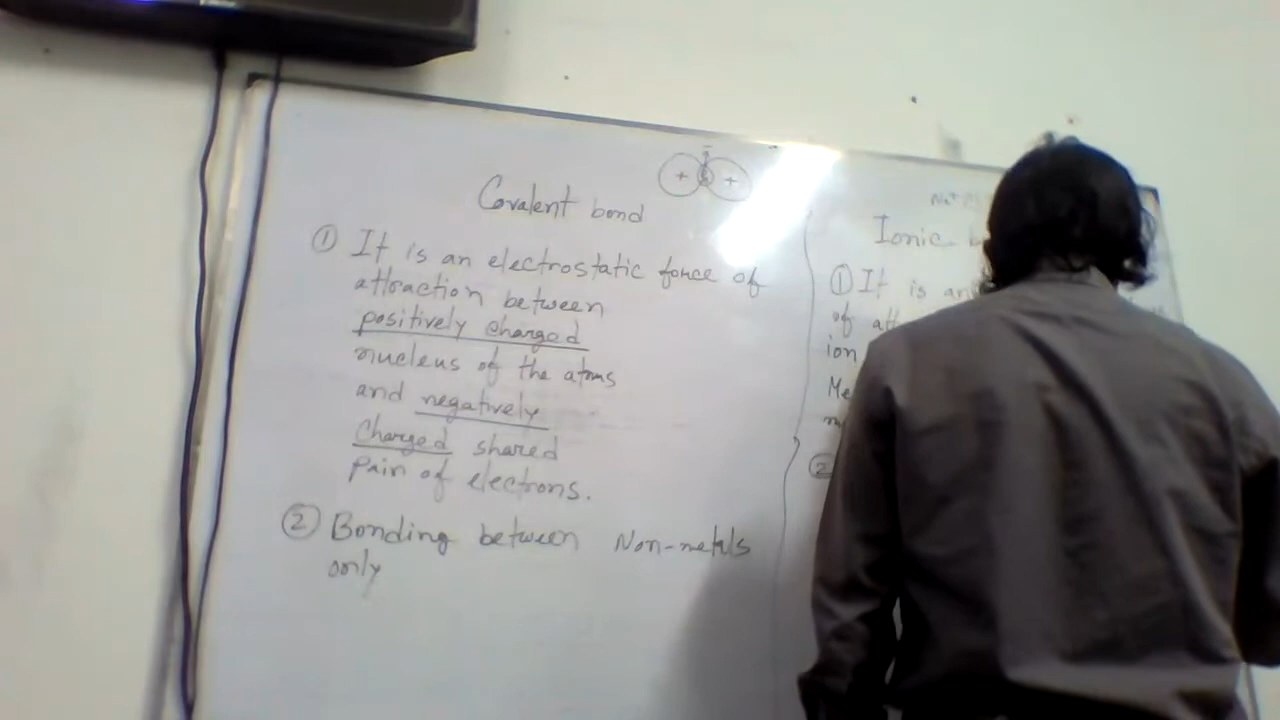 Covalent bond
① It is an electrostatic force of
attraction between
positively charged
nucleus of the atoms
and negatively
charged shared
pair of electrons.
② Bonding between Non-metals
only
Ionic
① It is an
of att
ion
Me
m
②